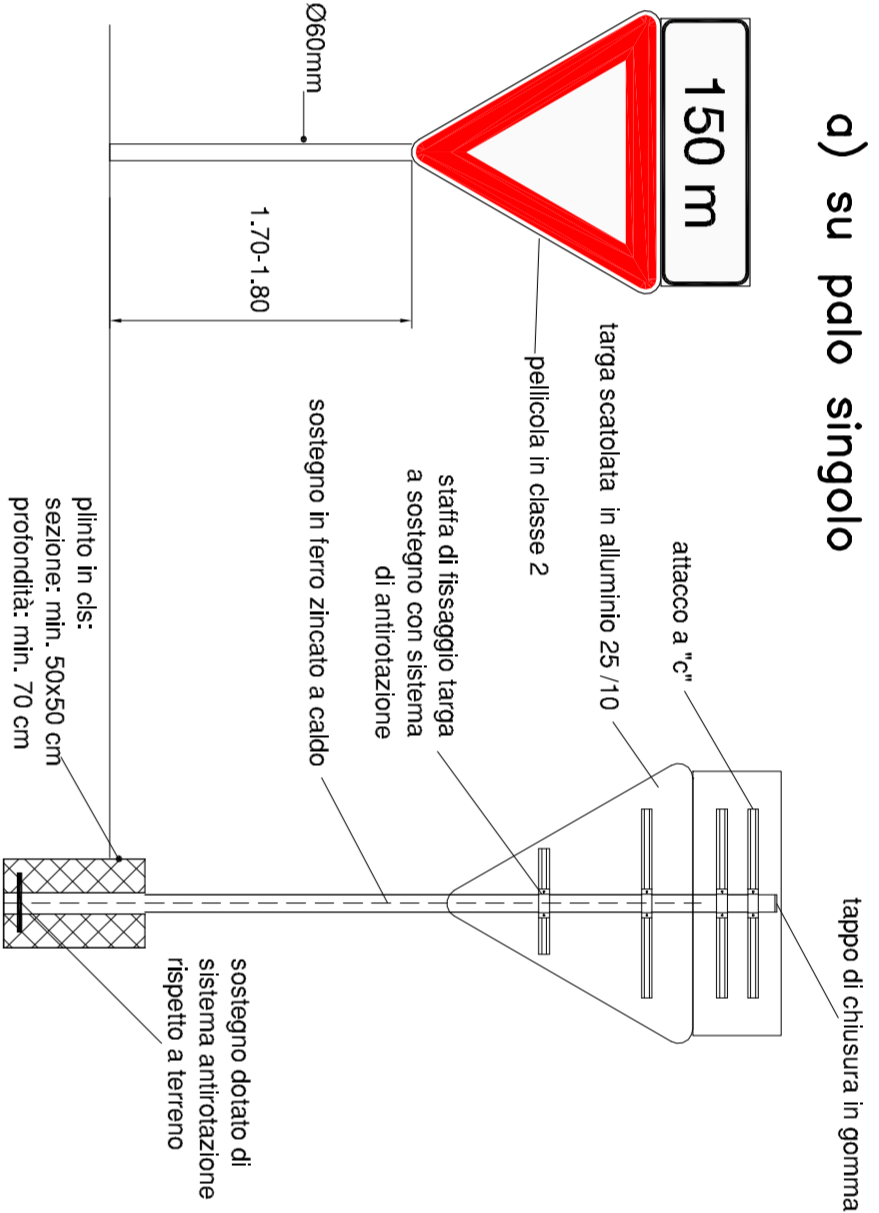 a) su palo singolo
tappo di chiusura in gomma
150 m
attacco a "c"
targa scatolata in alluminio 25 /10
pellicola in classe 2
staffa di fissaggio targa
a sostegno con sistema
di antirotazione
Ø60mm
1.70-1.80
sostegno in ferro zincato a caldo
plinto in cls:
sezione: min. 50x50 cm
profondità: min. 70 cm
sostegno dotato di
sistema antirotazione
rispetto a terreno